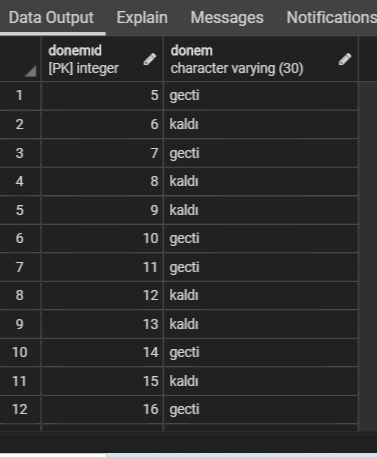 Data Output Explain Messages Notifications
donemıd donem
[PK] integer character varying (30)
1 5 gecti
2 6 kaldı
3 7 gecti
4 8 kaldı
5 9 kaldı
6 10 gecti
7 11 gecti
8 12 kaldı
9 13 kaldı
10 14 gecti
11 15 kaldı
12 16 gecti